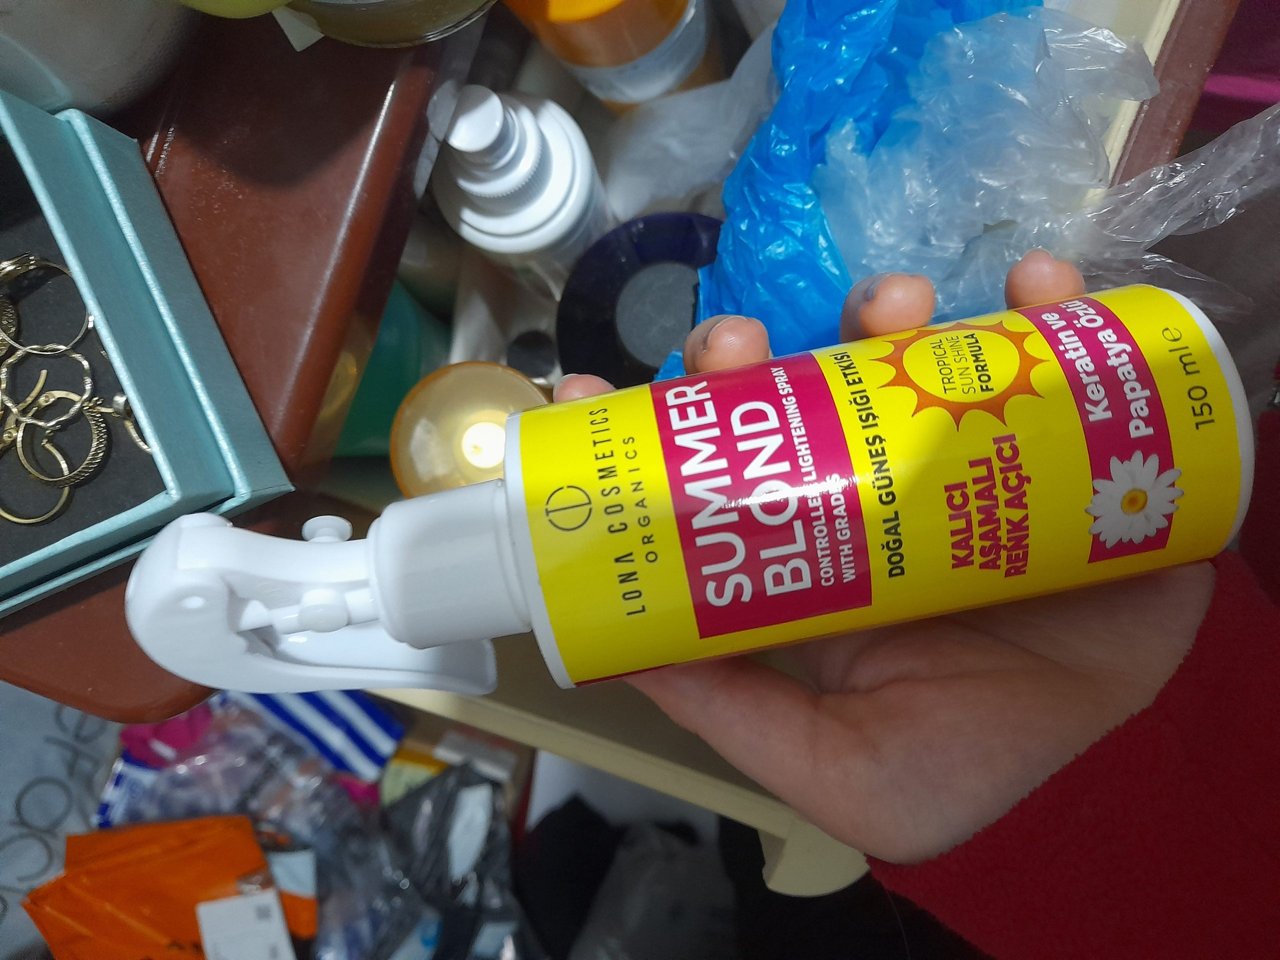 LONA COSMETICS
ORGANICS
SUMMER
BLOND
CONTROLLED LIGHTENING SPRAY
WITH GRADES
DOĞAL GÜNEŞ IŞIĞI ETKİSİ
TROPICAL
SUN SHINE
FORMULA
KALICI
AŞAMALI
RENK AÇICI
Keratin ve
Papatya Özlü
150 ml e